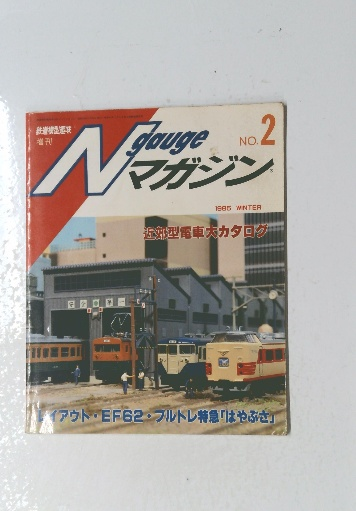 鉄道模型趣味
増刊
N gauge
マガジン
NO.2
1985 WINTER
近郊型電車大カタログ
レイアウト・EF62・ブルトレ特急「はやぶさ」